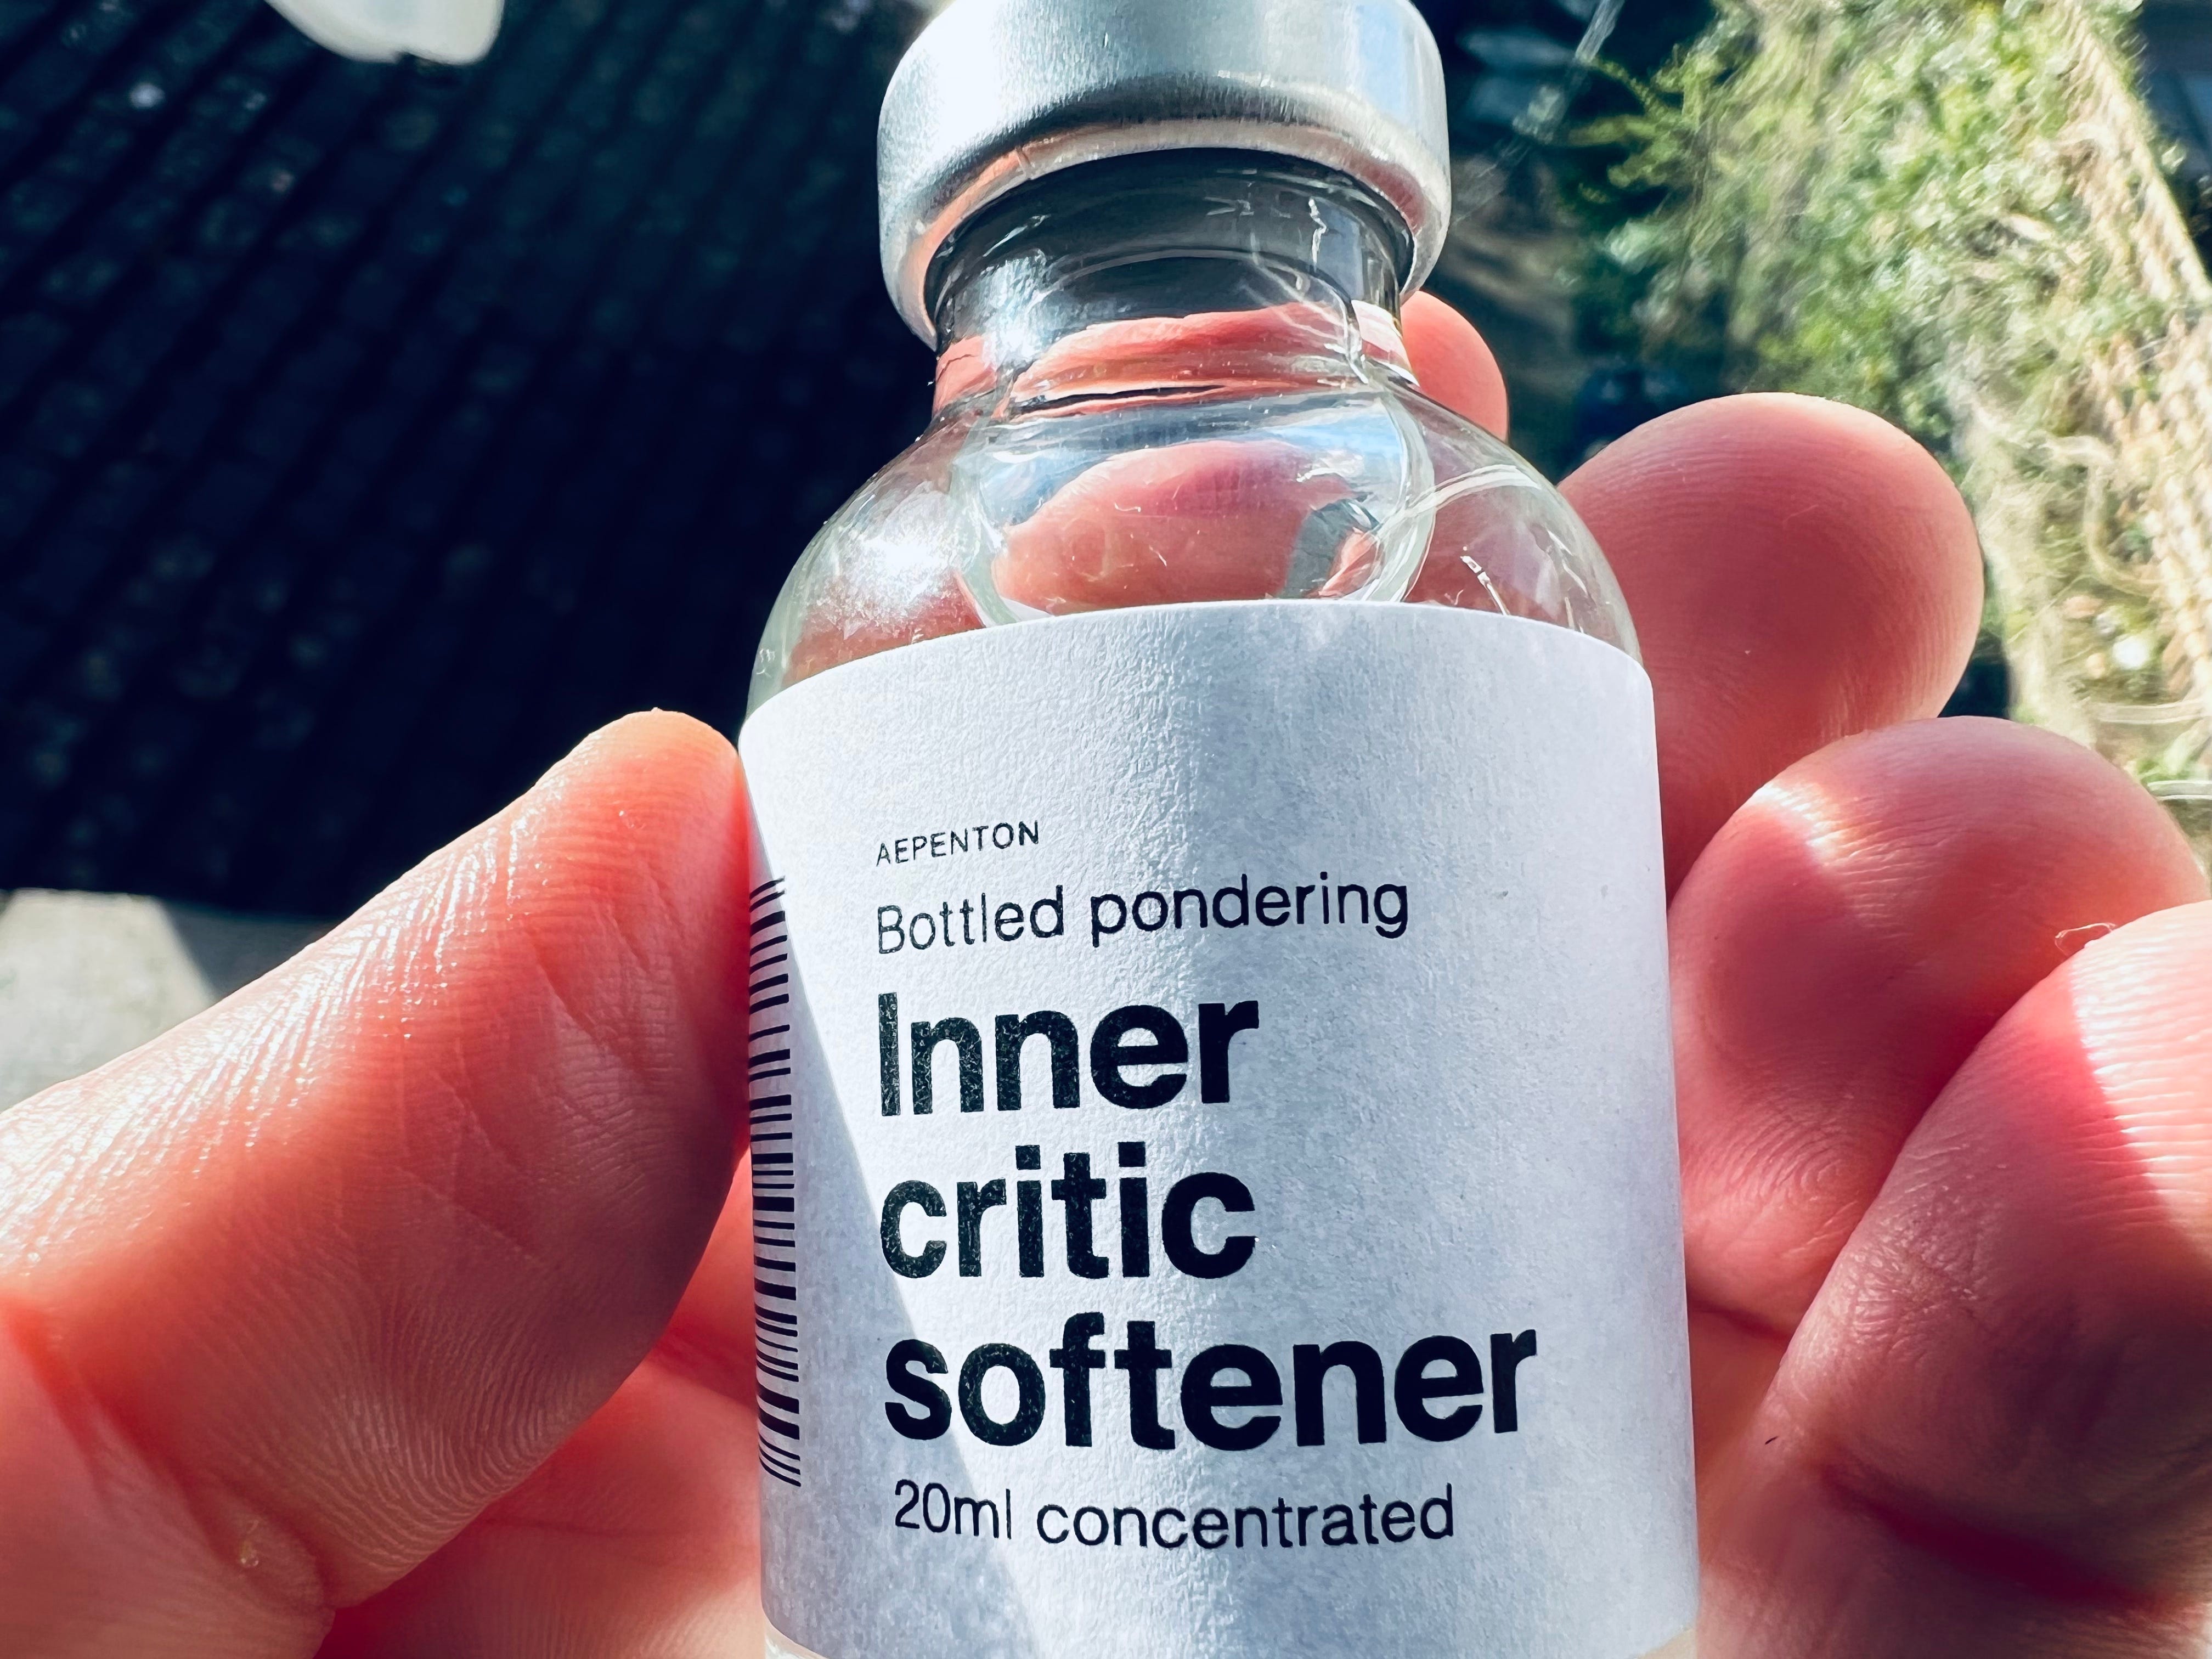 AEPENTON
Bottled pondering
Inner
critic
softener
20ml concentrated